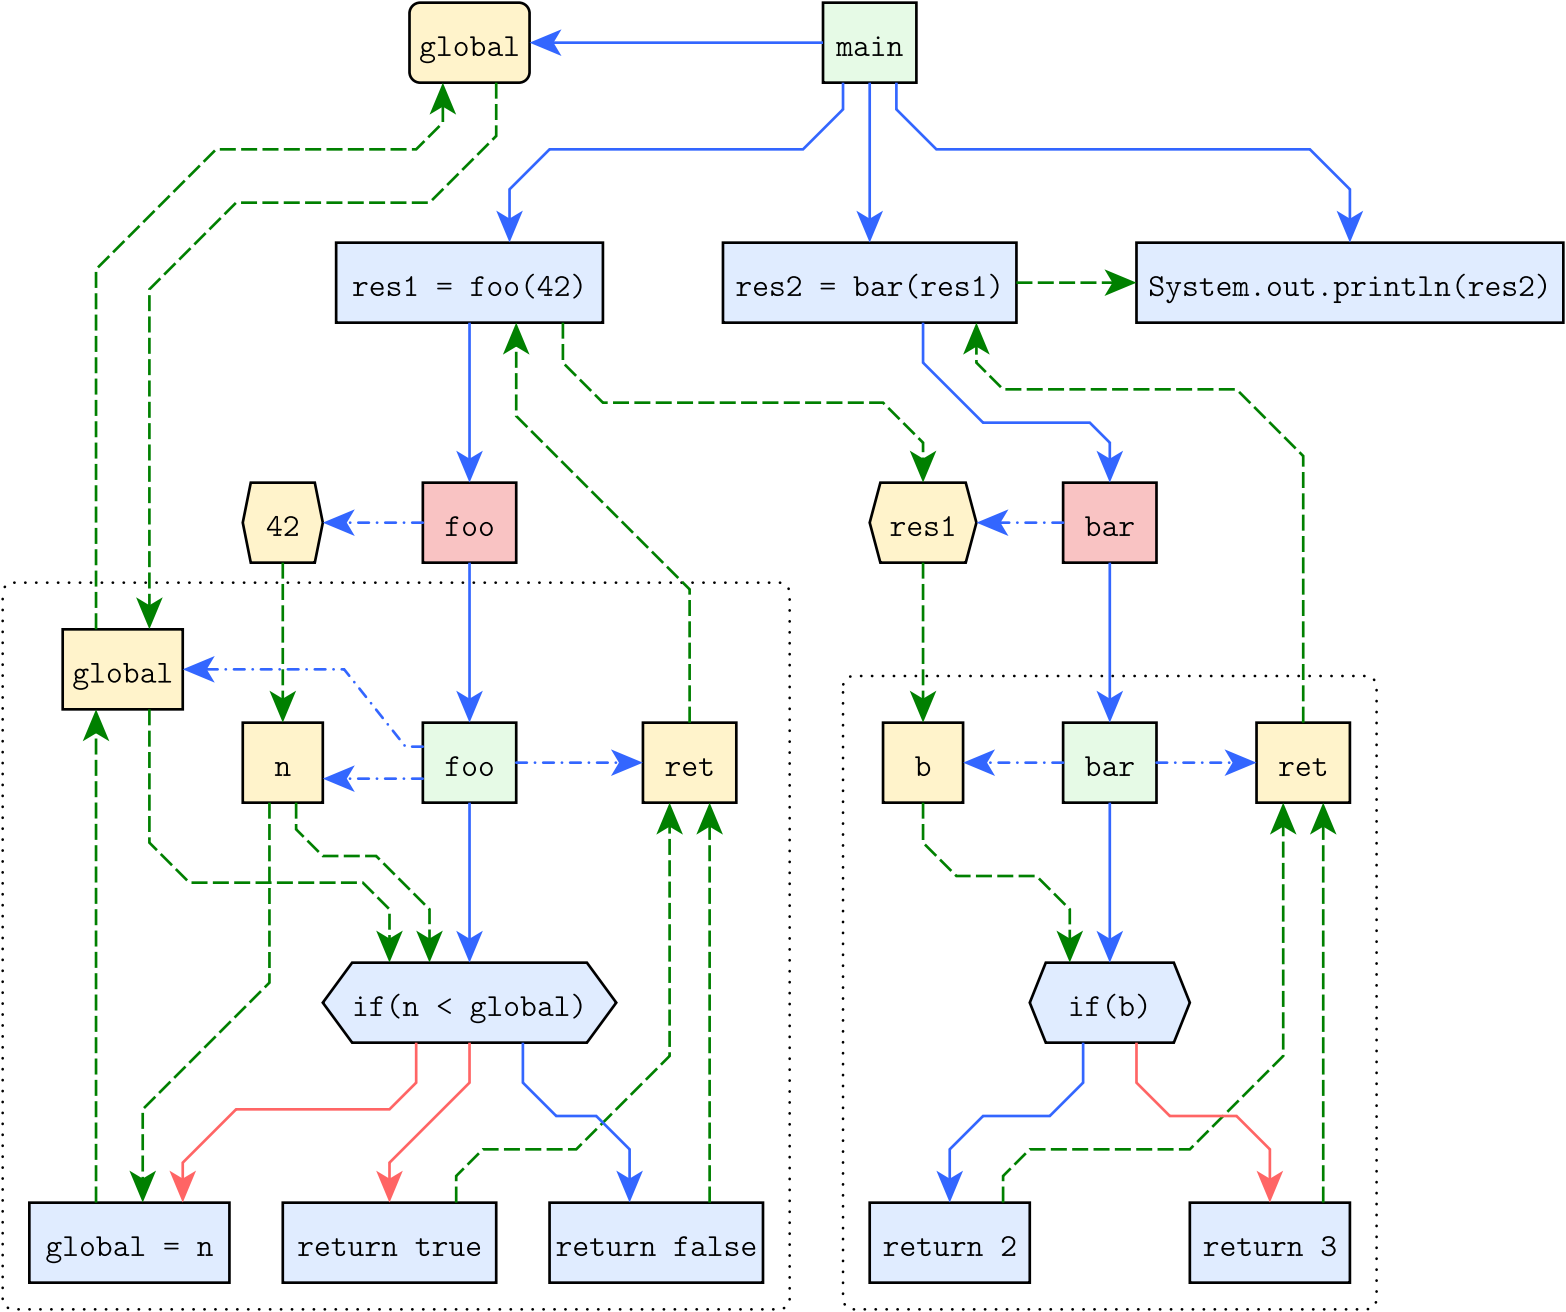 global
main
res1 = foo(42)
res2 = bar(res1)
System.out.println(res2)
42
foo
res1
bar
global
n
foo
ret
b
bar
ret
if(n < global)
if(b)
global = n
return true
return false
return 2
return 3